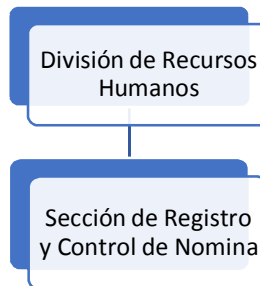 División de Recursos
Humanos
Sección de Registro
y Control de Nomina